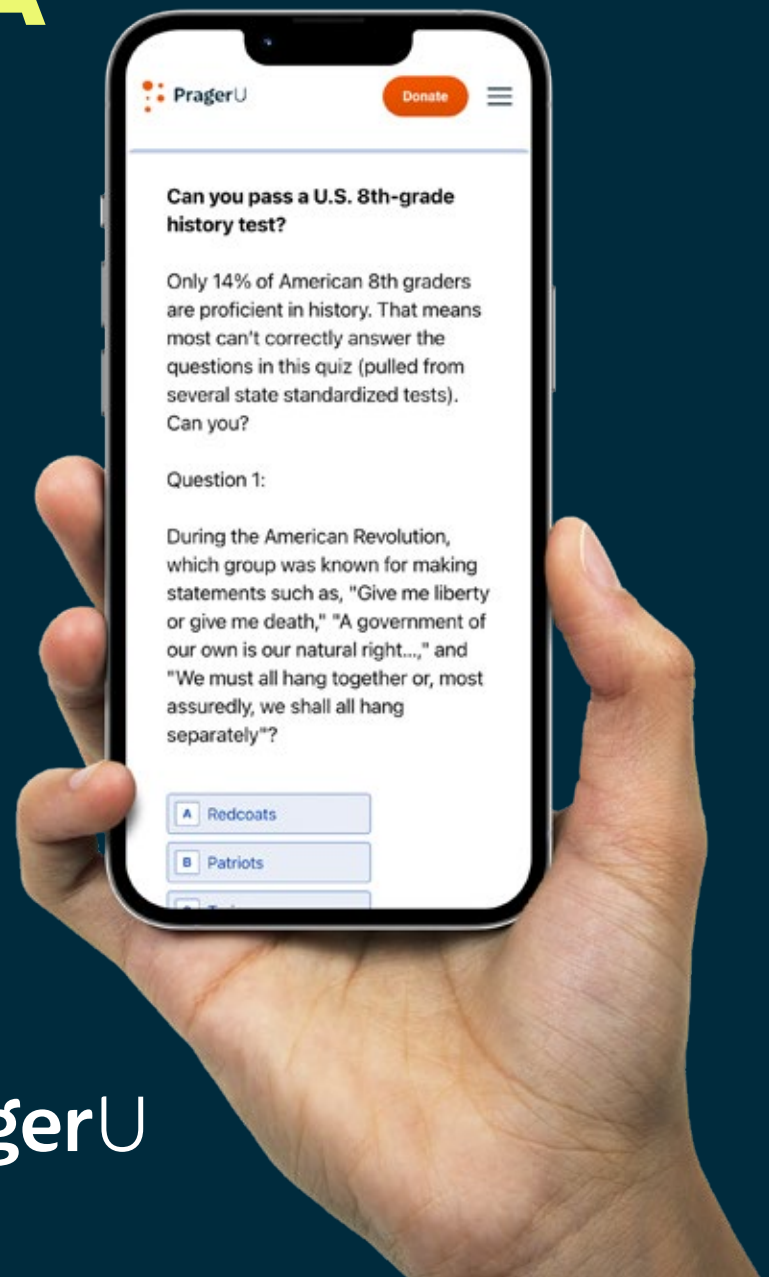 A
PragerU
Donate
Can you pass a U.S. 8th-grade
history test?
Only 14% of American 8th graders
are proficient in history. That means
most can't correctly answer the
questions in this quiz (pulled from
several state standardized tests).
Can you?
Question 1:
During the American Revolution,
which group was known for making
statements such as, "Give me liberty
or give me death," "A government of
our own is our natural right...," and
"We must all hang together or, most
assuredly, we shall all hang
separately"?
A Redcoats
B Patriots
gerU